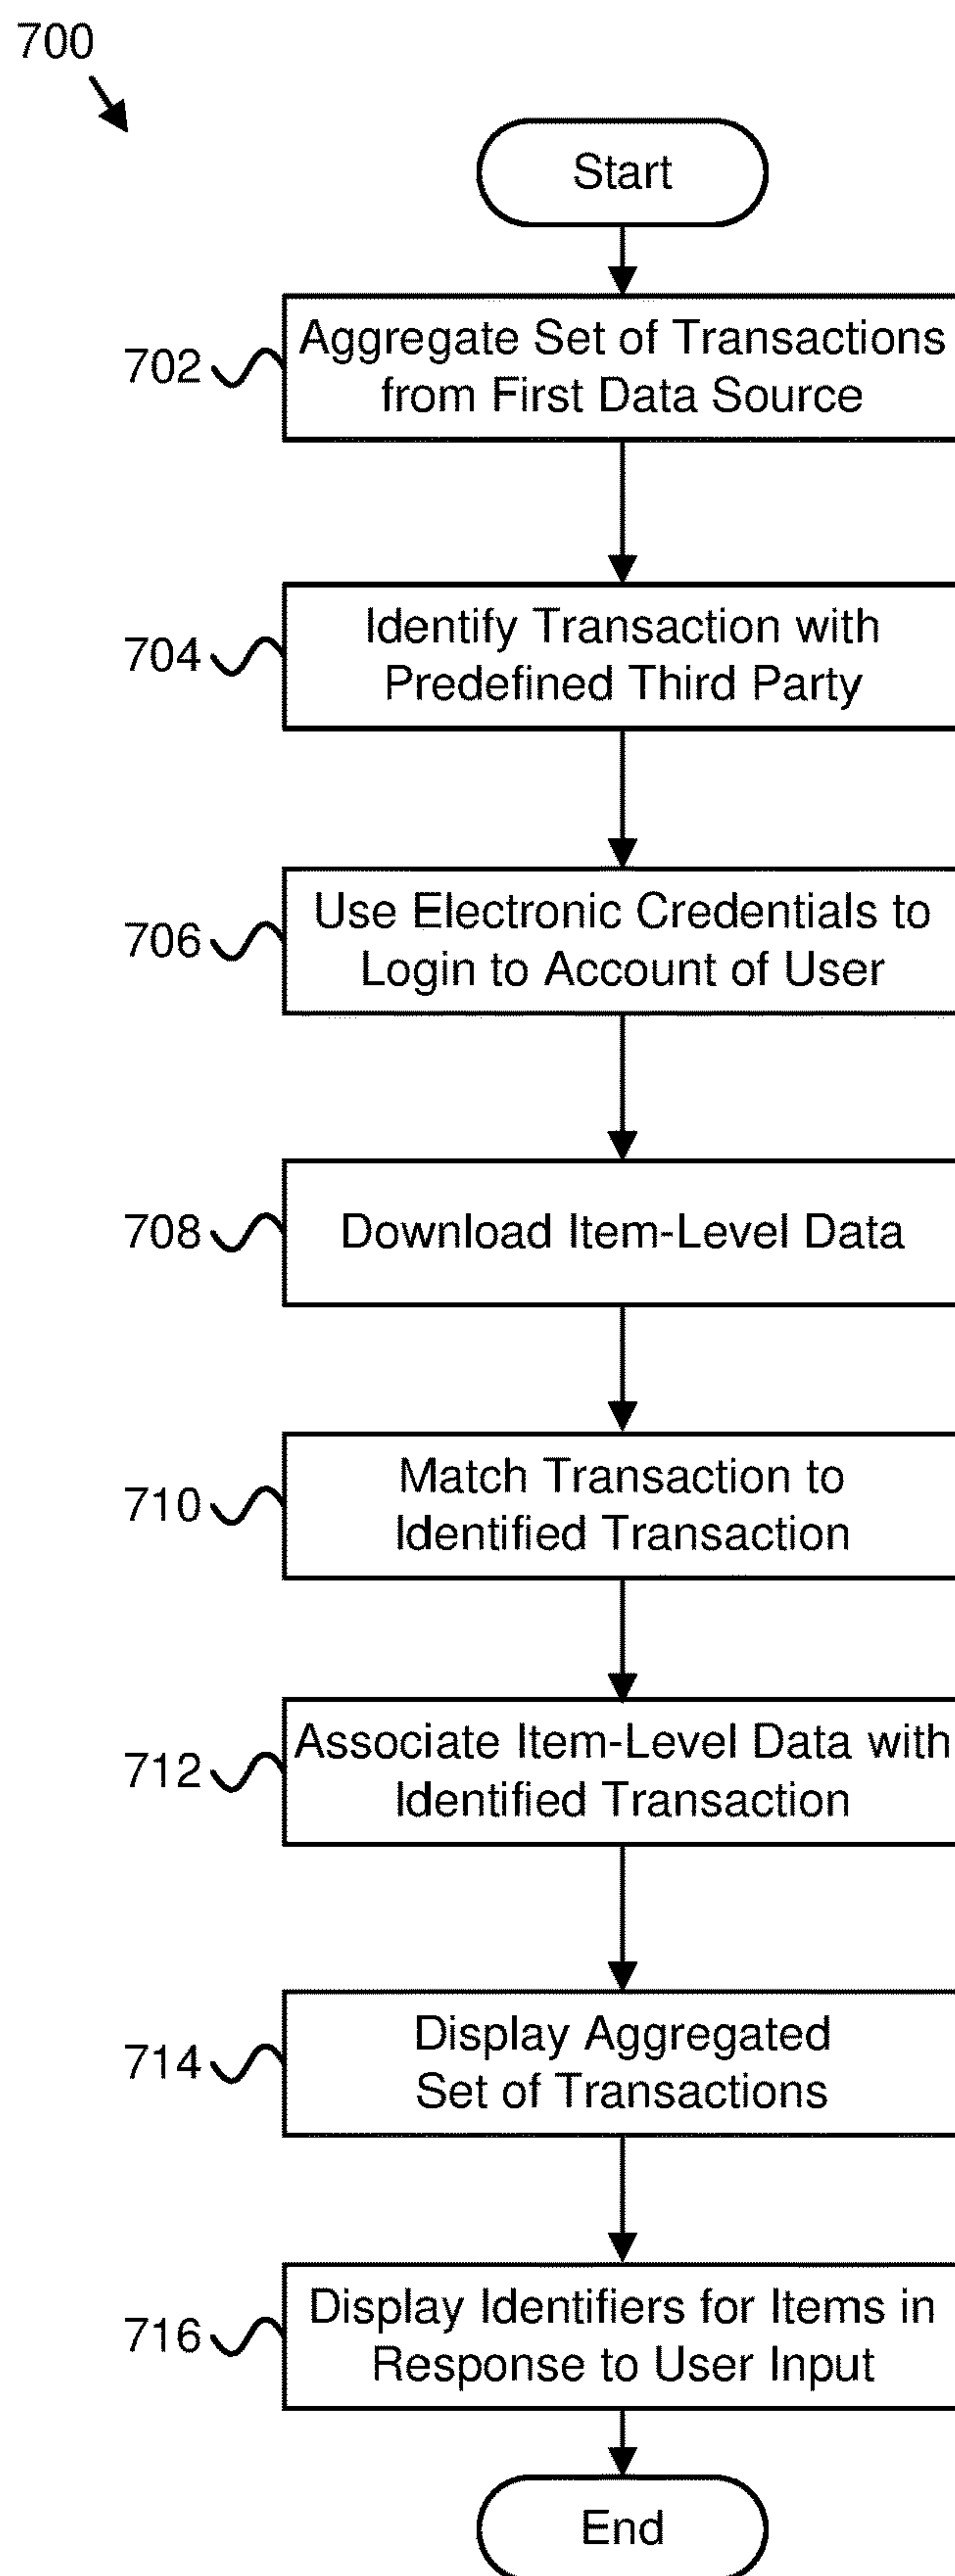 700
Start
702
Aggregate Set of Transactions
from First Data Source
704
Identify Transaction with
Predefined Third Party
706
Use Electronic Credentials to
Login to Account of User
708
Download Item-Level Data
710
Match Transaction to
Identified Transaction
712
Associate Item-Level Data with
Identified Transaction
714
Display Aggregated
Set of Transactions
716
Display Identifiers for Items in
Response to User Input
End